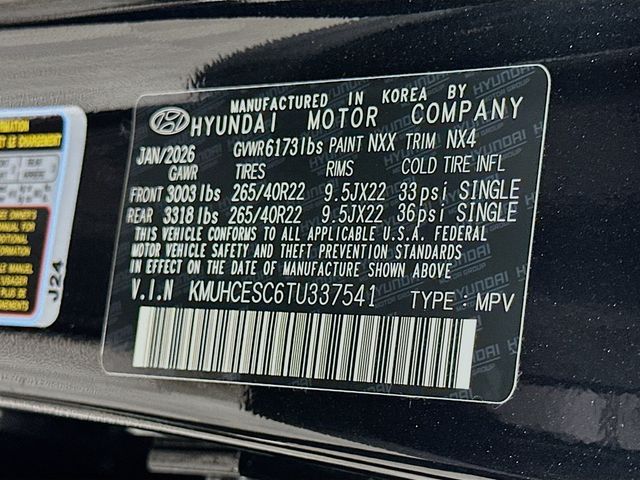 MANUFACTURED IN KOREA BY
HYUNDAI MOTOR COMPANY
JAN/2026 GVWR 6173 lbs PAINT NXX TRIM NX4
GAWR TIRES RIMS COLD TIRE INFL
FRONT 3003 lbs 265/40R22 9.5JX22 33 psi SINGLE
REAR 3318 lbs 265/40R22 9.5JX22 36 psi SINGLE
THIS VEHICLE CONFORMS TO ALL APPLICABLE U.S.A. FEDERAL
MOTOR VEHICLE SAFETY AND THEFT PREVENTION STANDARDS
IN EFFECT ON THE DATE OF MANUFACTURE SHOWN ABOVE
V.I.N KMUHCESC6TU337541 TYPE : MPV
J24